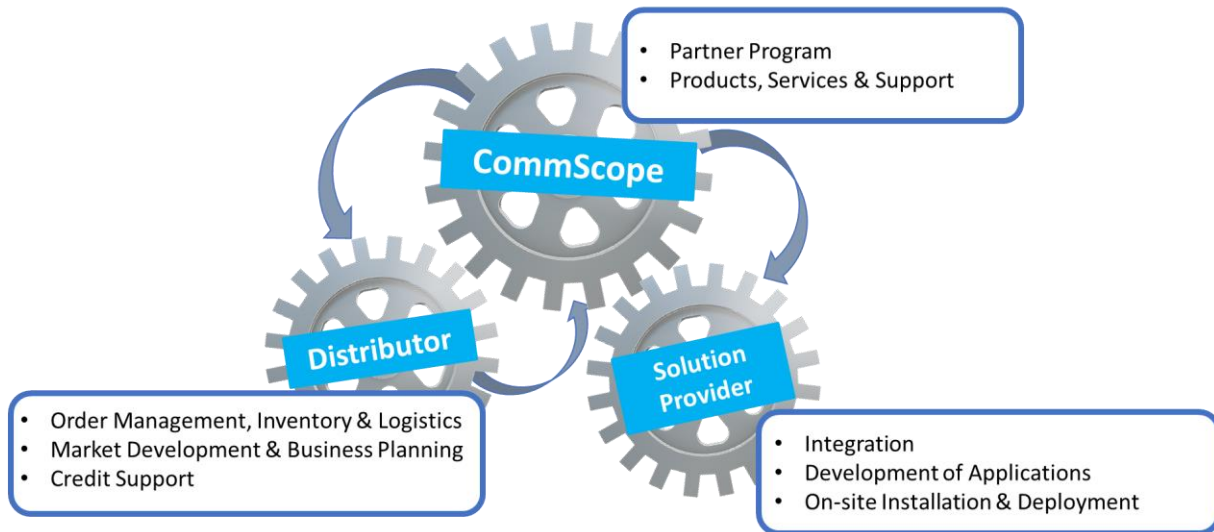 • Partner Program
• Products, Services & Support
CommScope
Distributor
• Order Management, Inventory & Logistics
• Market Development & Business Planning
• Credit Support
Solution
Provider
• Integration
• Development of Applications
• On-site Installation & Deployment